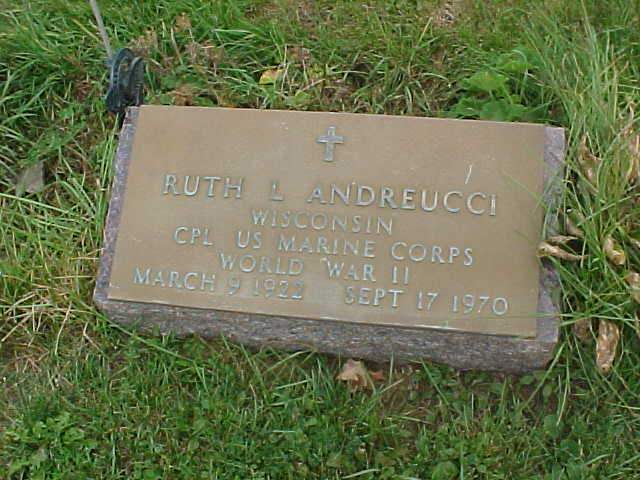 RUTH L ANDREUCCI
WISCONSIN
CPL US MARINE CORPS
WORLD WAR II
MARCH 9 1922 SEPT 17 1970